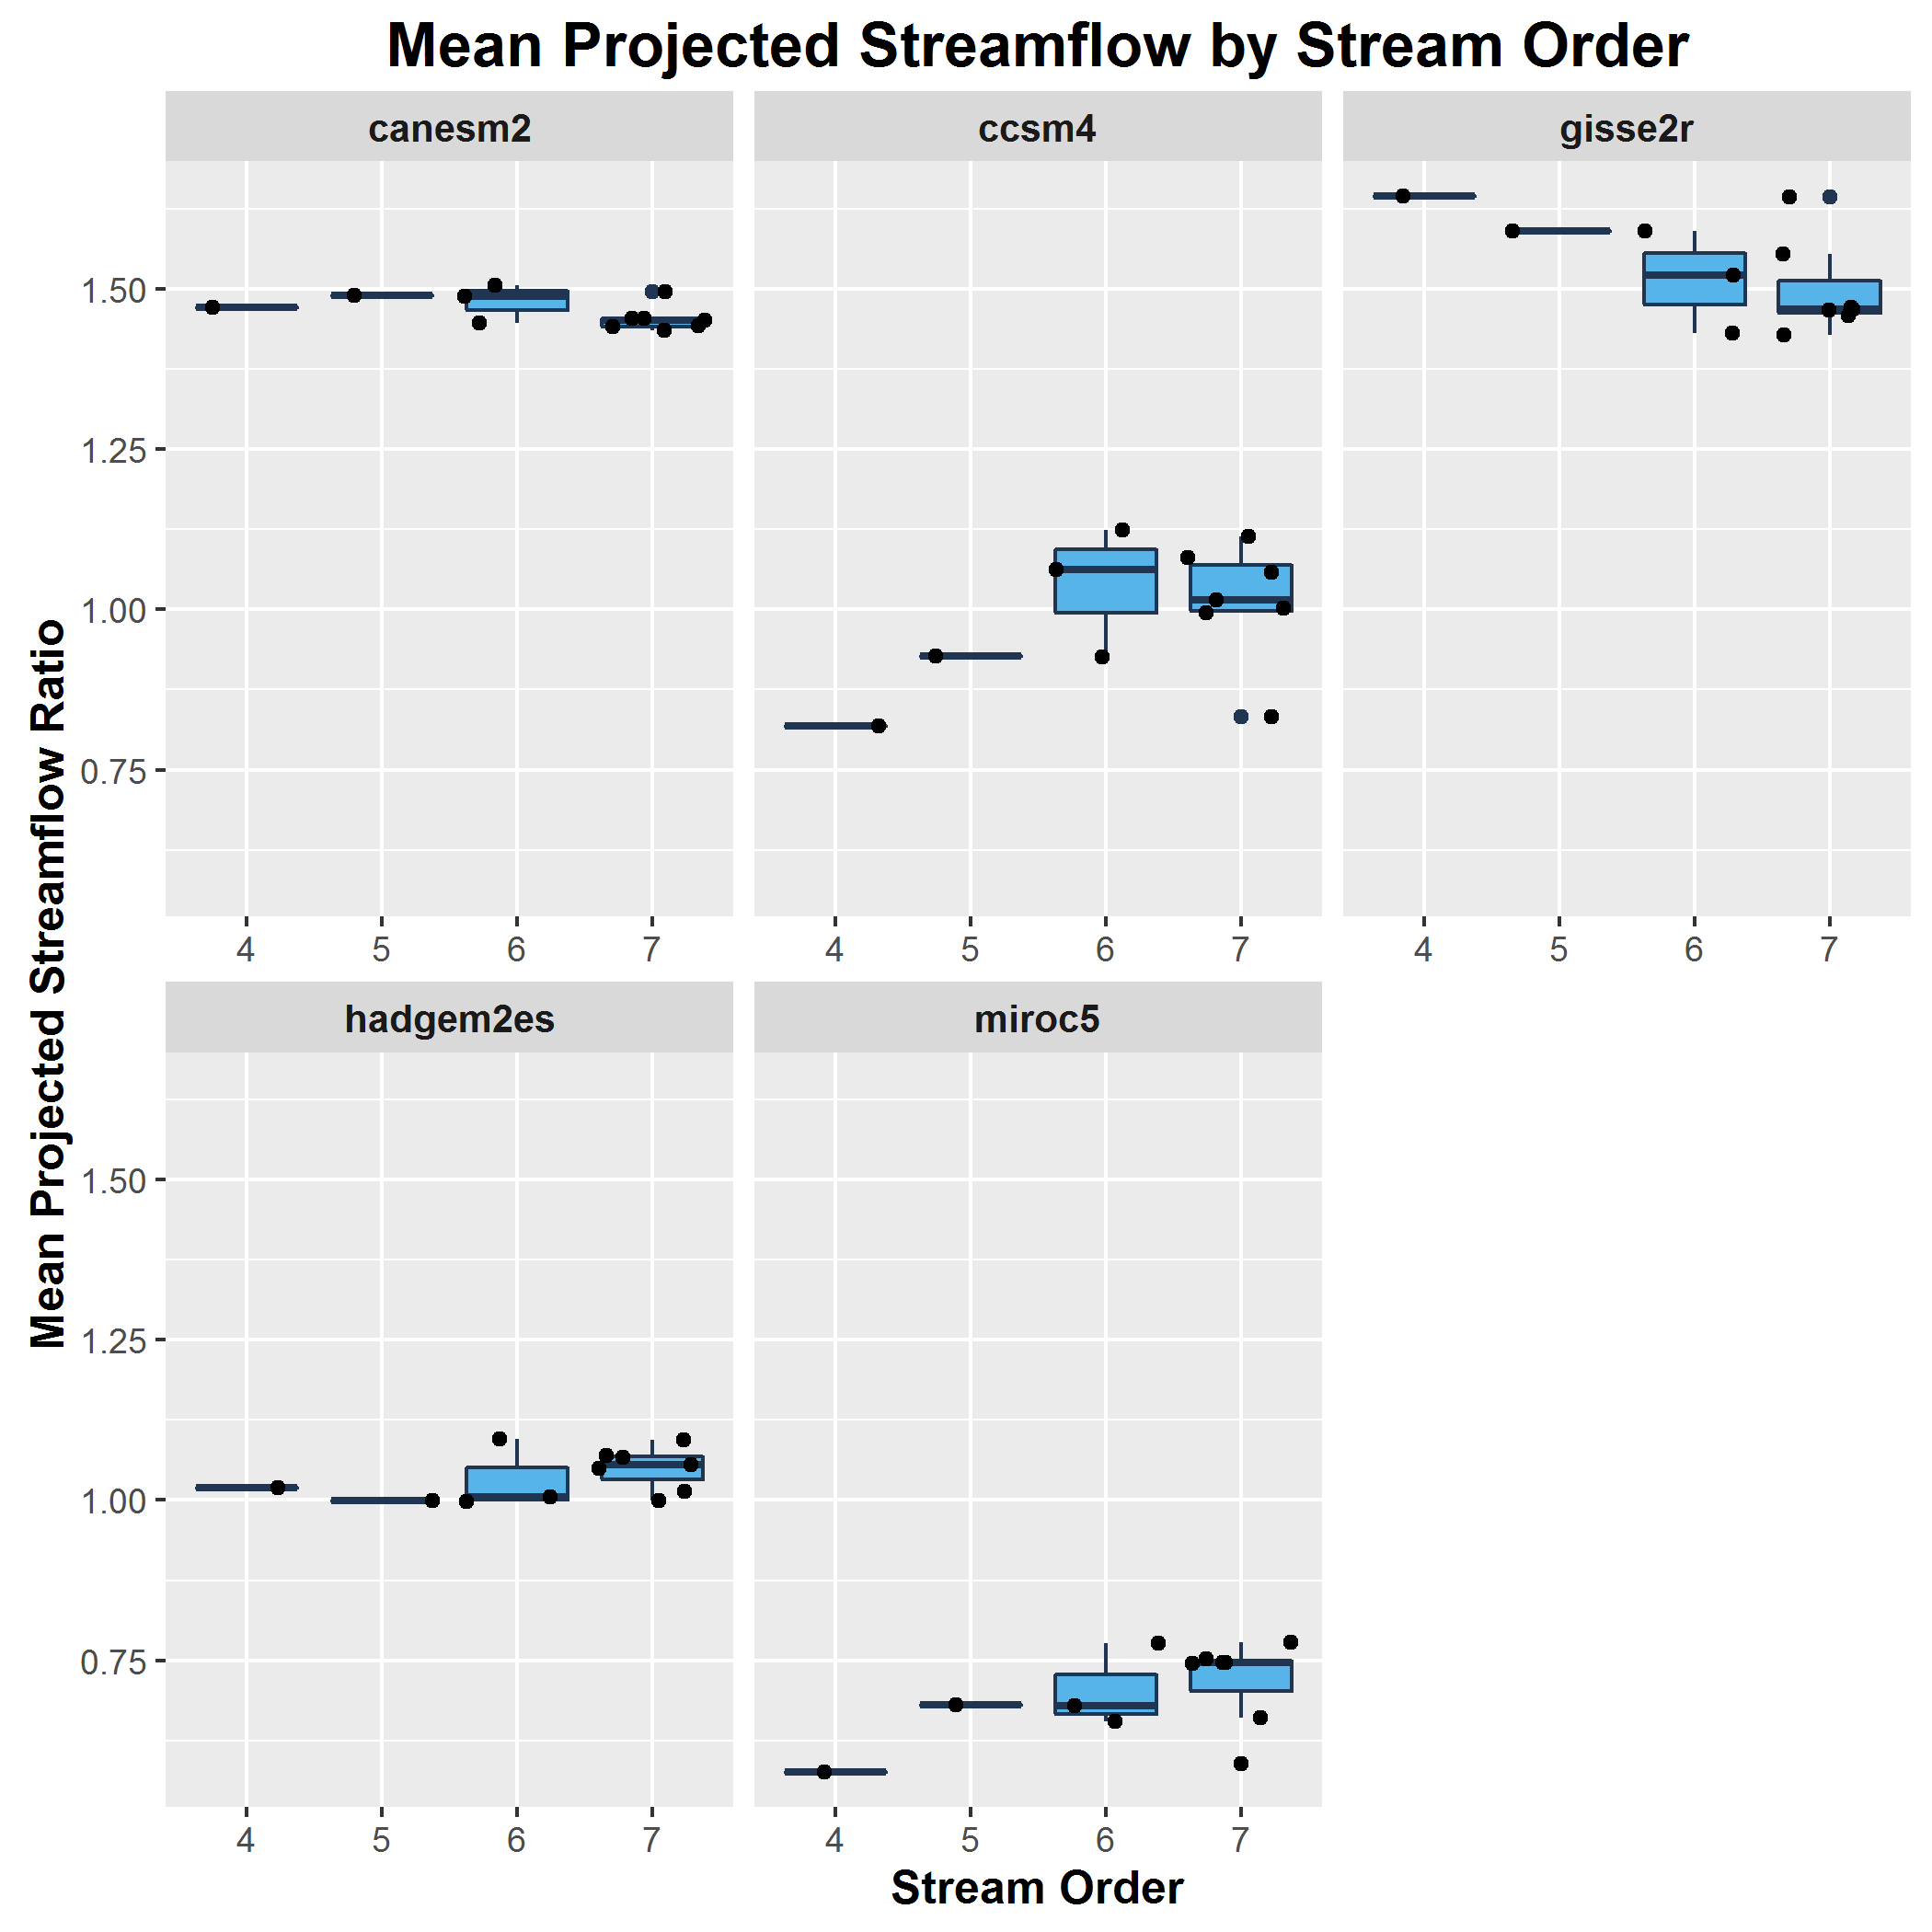 Mean Projected Streamflow by Stream Order
canesm2
ccsm4
gisse2r
Mean Projected Streamflow Ratio
1.50
1.25
1.00
0.75
4 5 6 7
4 5 6 7
4 5 6 7
hadgem2es
miroc5
1.50
1.25
1.00
0.75
4 5 6 7
4 5 6 7
Stream Order